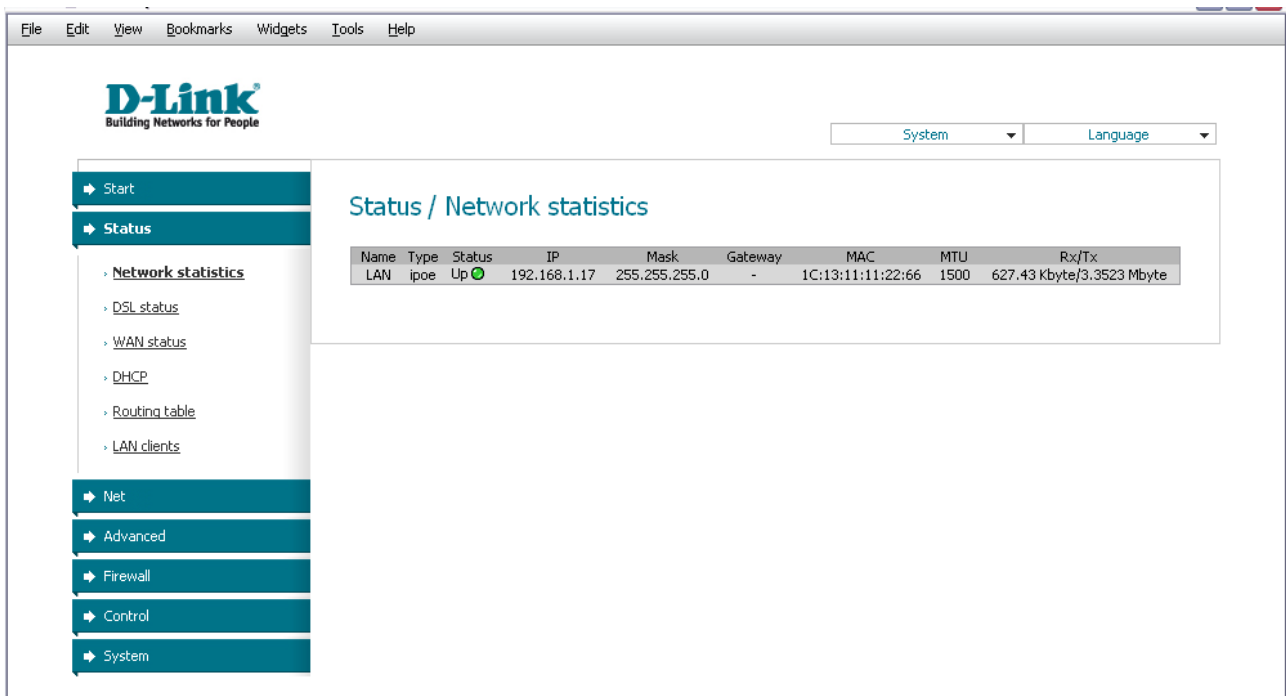 File Edit View Bookmarks Widgets Tools Help
D-Link®
Building Networks for People
System Language
Start
Status
Network statistics
DSL status
WAN status
DHCP
Routing table
LAN clients
Net
Advanced
Firewall
Control
System
Status / Network statistics
Name Type Status IP Mask Gateway MAC MTU Rx/Tx
LAN ipoe Up 192.168.1.17 255.255.255.0 - 1C:13:11:11:22:66 1500 627.43 Kbyte/3.3523 Mbyte